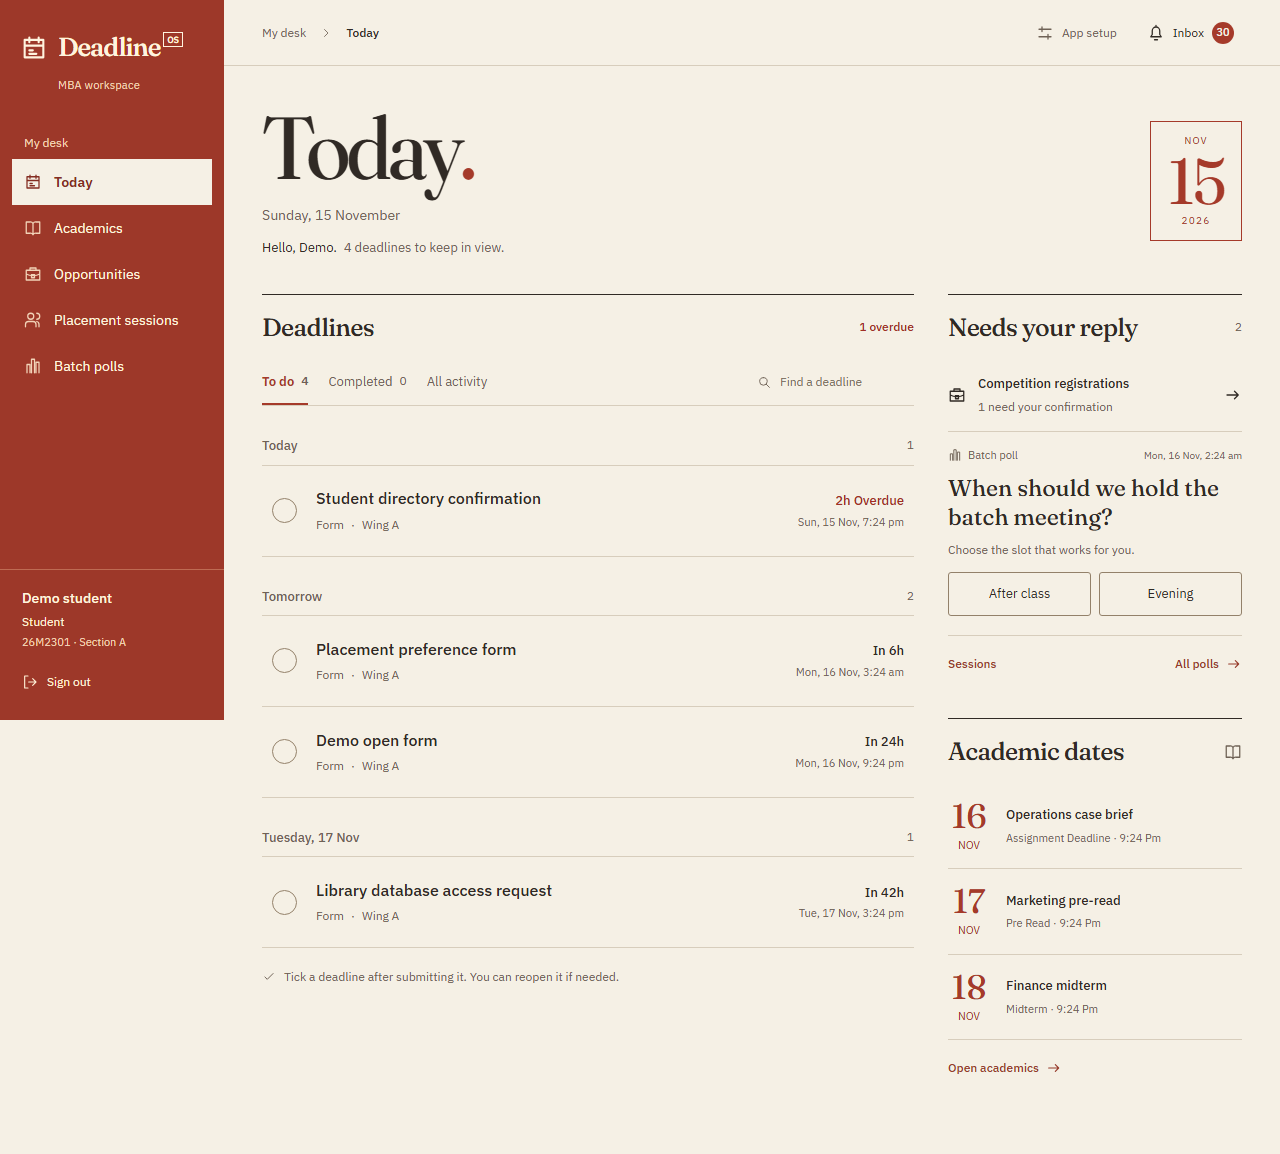 Deadline OS
MBA workspace
My desk
Today
Academics
Opportunities
Placement sessions
Batch polls
Demo student
Student
26M2301 · Section A
Sign out
My desk > Today
App setup
Inbox 30
Today.
Sunday, 15 November
Hello, Demo. 4 deadlines to keep in view.
NOV
15
2026
Deadlines
1 overdue
To do 4 Completed 0 All activity
Find a deadline
Today 1
Student directory confirmation
Form · Wing A
2h Overdue
Sun, 15 Nov, 7:24 pm
Tomorrow 2
Placement preference form
Form · Wing A
In 6h
Mon, 16 Nov, 3:24 am
Demo open form
Form · Wing A
In 24h
Mon, 16 Nov, 9:24 pm
Tuesday, 17 Nov 1
Library database access request
Form · Wing A
In 42h
Tue, 17 Nov, 3:24 pm
Tick a deadline after submitting it. You can reopen it if needed.
Needs your reply 2
Competition registrations
1 need your confirmation
Batch poll Mon, 16 Nov, 2:24 am
When should we hold the
batch meeting?
Choose the slot that works for you.
After class Evening
Sessions All polls
Academic dates
16
NOV
Operations case brief
Assignment Deadline · 9:24 Pm
17
NOV
Marketing pre-read
Pre Read · 9:24 Pm
18
NOV
Finance midterm
Midterm · 9:24 Pm
Open academics